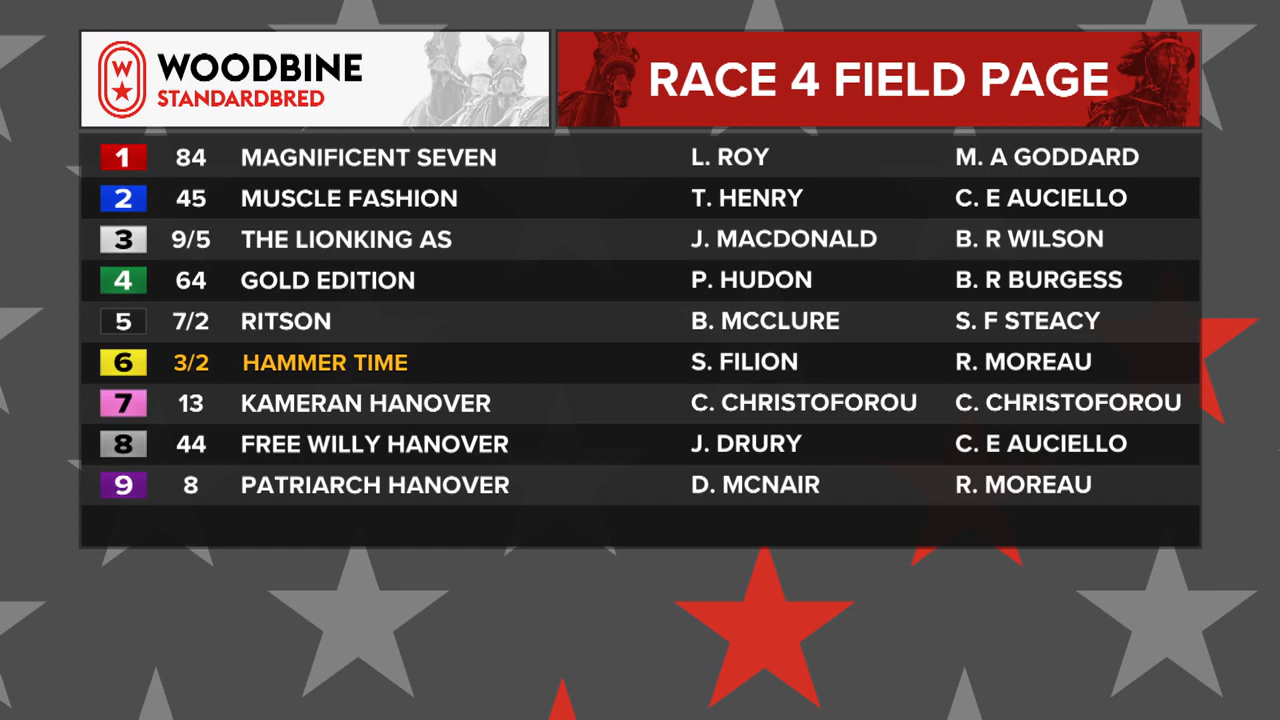 W
WOODBINE
STANDARDBRED
RACE 4 FIELD PAGE
1 84 MAGNIFICENT SEVEN L. ROY M. A GODDARD
2 45 MUSCLE FASHION T. HENRY C. E AUCIELLO
3 9/5 THE LIONKING AS J. MACDONALD B. R WILSON
4 64 GOLD EDITION P. HUDON B. R BURGESS
5 7/2 RITSON B. MCCLURE S. F STEACY
6 3/2 HAMMER TIME S. FILION R. MOREAU
7 13 KAMERAN HANOVER C. CHRISTOFOROU C. CHRISTOFOROU
8 44 FREE WILLY HANOVER J. DRURY C. E AUCIELLO
9 8 PATRIARCH HANOVER D. MCNAIR R. MOREAU